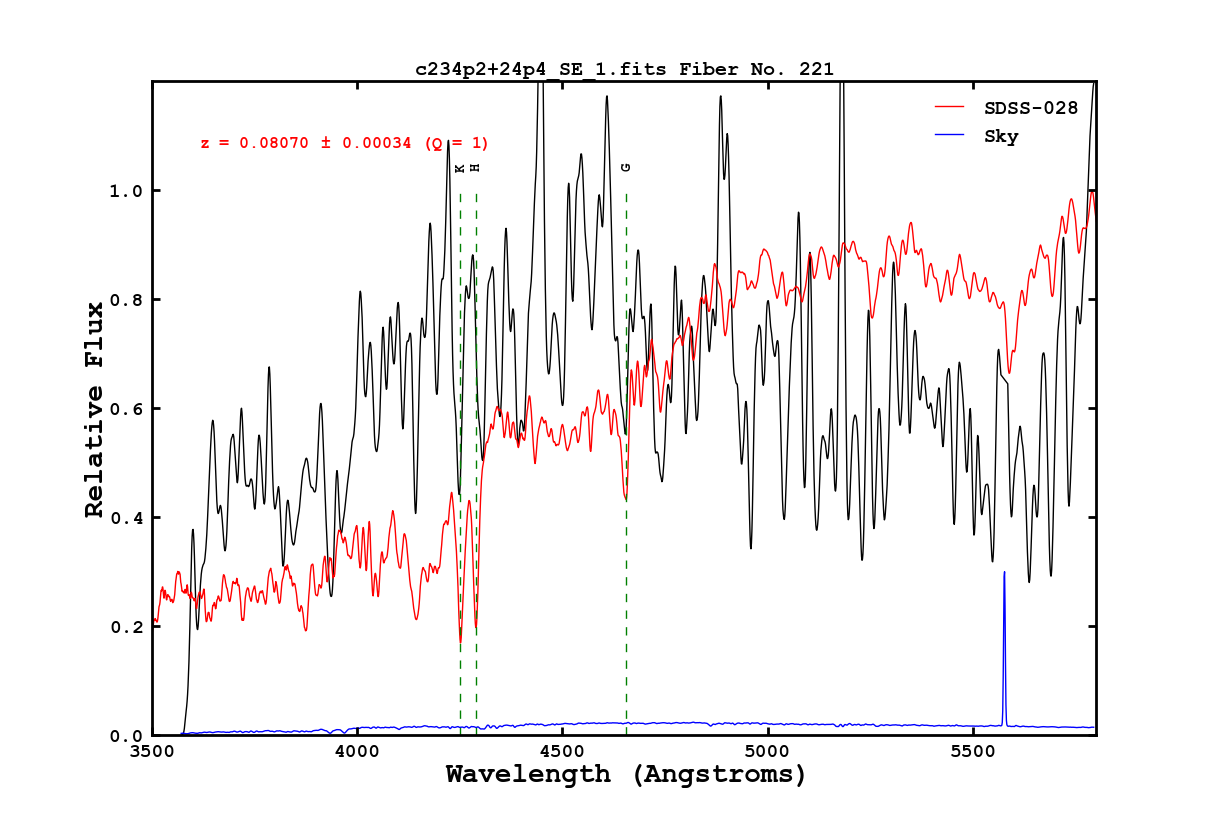 c234p2+24p4_SE_1.fits Fiber No. 221
SDSS-028
Sky
z = 0.08070 ± 0.00034 (Q = 1)
K
H
G
1.0
0.8
0.6
0.4
0.2
0.0
Relative Flux
3500 4000 4500 5000 5500
Wavelength (Angstroms)